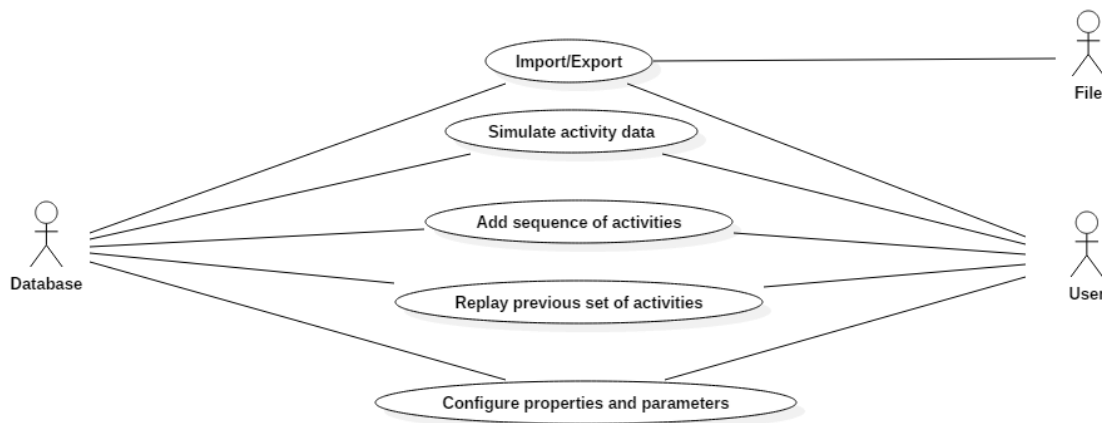 Import/Export
File
Simulate activity data
Add sequence of activities
Database
User
Replay previous set of activities
Configure properties and parameters